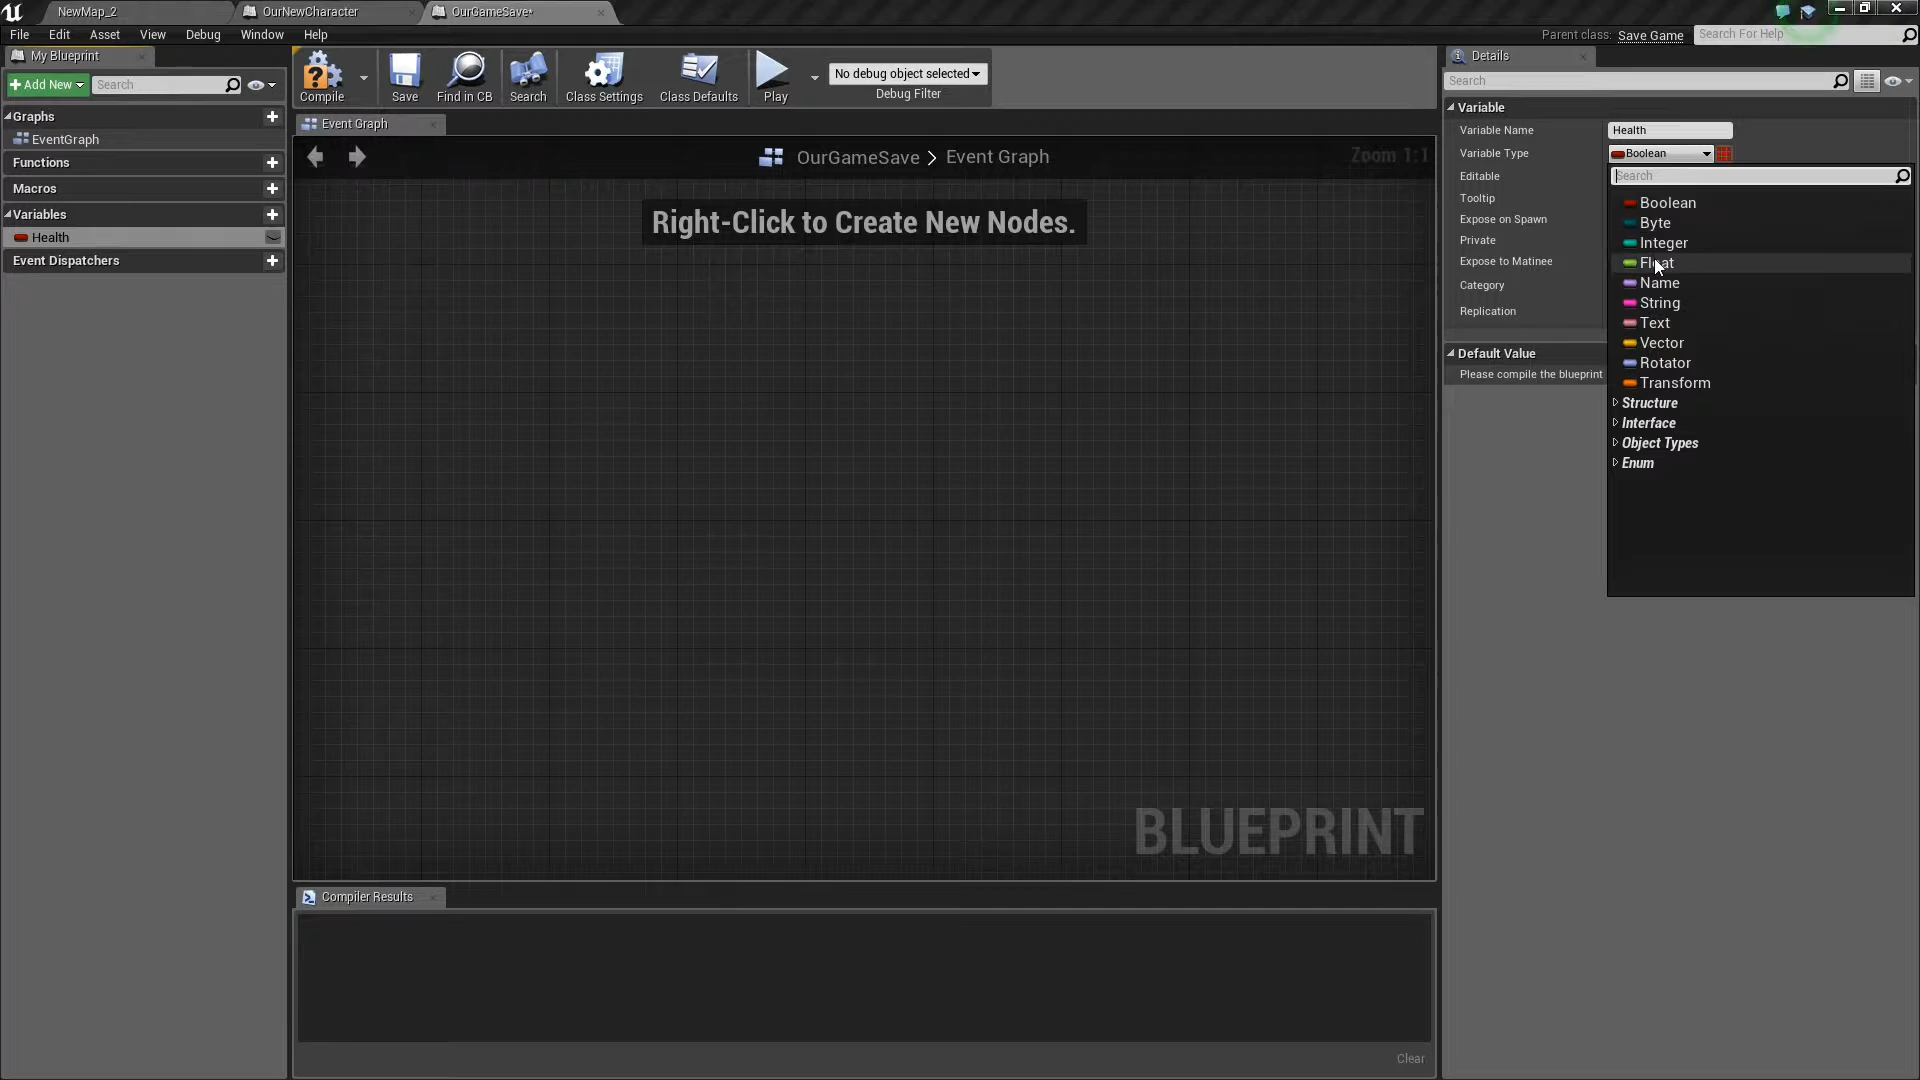 NewMap_2
OurNewCharacter
OurGameSave*
File Edit Asset View Debug Window Help
Parent class: Save Game
Search For Help
My Blueprint
Add New
Search
Graphs
EventGraph
Functions
Macros
Variables
Health
Event Dispatchers
Compile
Save
Find in CB
Search
Class Settings
Class Defaults
Play
No debug object selected
Debug Filter
Event Graph
OurGameSave > Event Graph
Zoom 1:1
Right-Click to Create New Nodes.
BLUEPRINT
Compiler Results
Clear
Details
Search
Variable
Variable Name Health
Variable Type Boolean
Editable
Tooltip
Expose on Spawn
Private
Expose to Matinee
Category
Replication
Default Value
Please compile the blueprint
Search
Boolean
Byte
Integer
Float
Name
String
Text
Vector
Rotator
Transform
Structure
Interface
Object Types
Enum